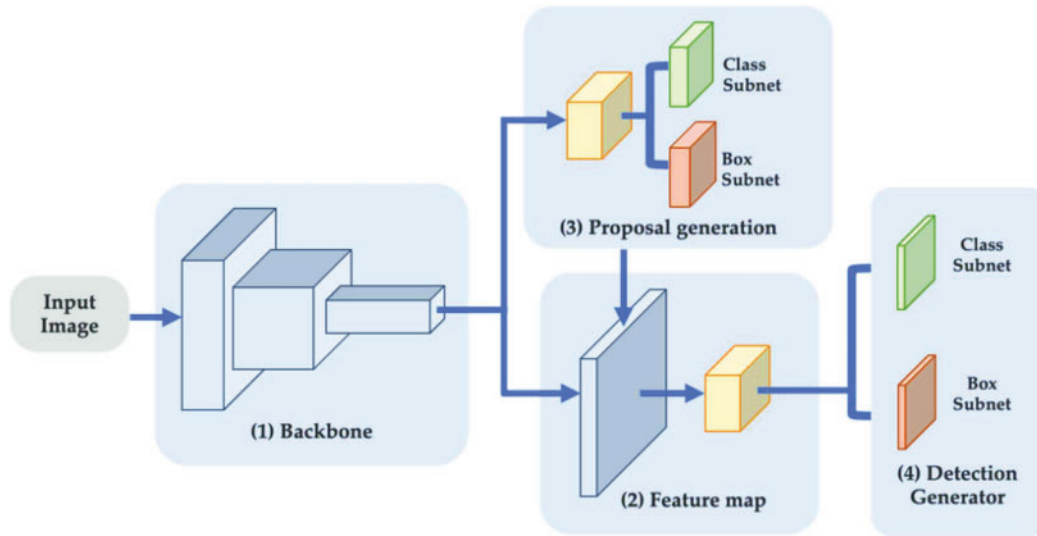 Input
Image
(1) Backbone
Class
Subnet
Box
Subnet
(3) Proposal generation
(2) Feature map
Class
Subnet
Box
Subnet
(4) Detection
Generator